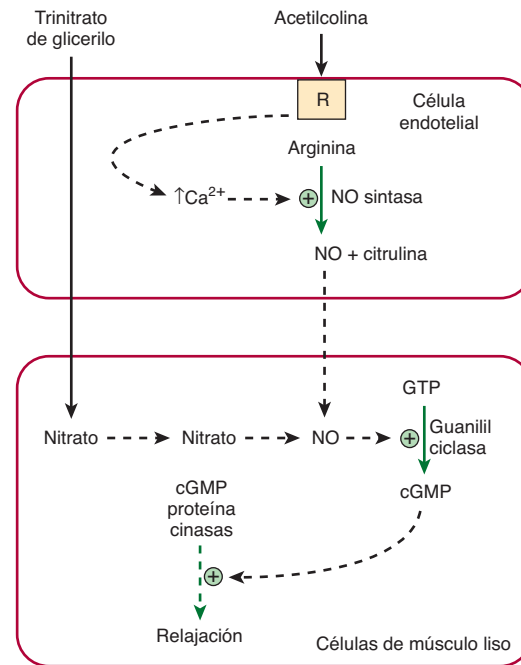 Trinitrato
de glicerilo
Acetilcolina
R
Célula
endotelial
Arginina
↑Ca²⁺
+
NO sintasa
NO + citrulina
GTP
Nitrato
Nitrato
NO
+
Guanilil
ciclasa
cGMP
proteína
cinasas
cGMP
+
Relajación
Células de músculo liso